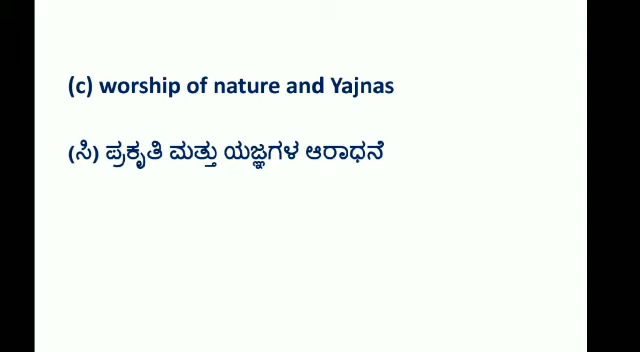 (c) worship of nature and Yajnas
(ಸಿ) ಪ್ರಕೃತಿ ಮತ್ತು ಯಜ್ಞಗಳ ಆರಾಧನೆ